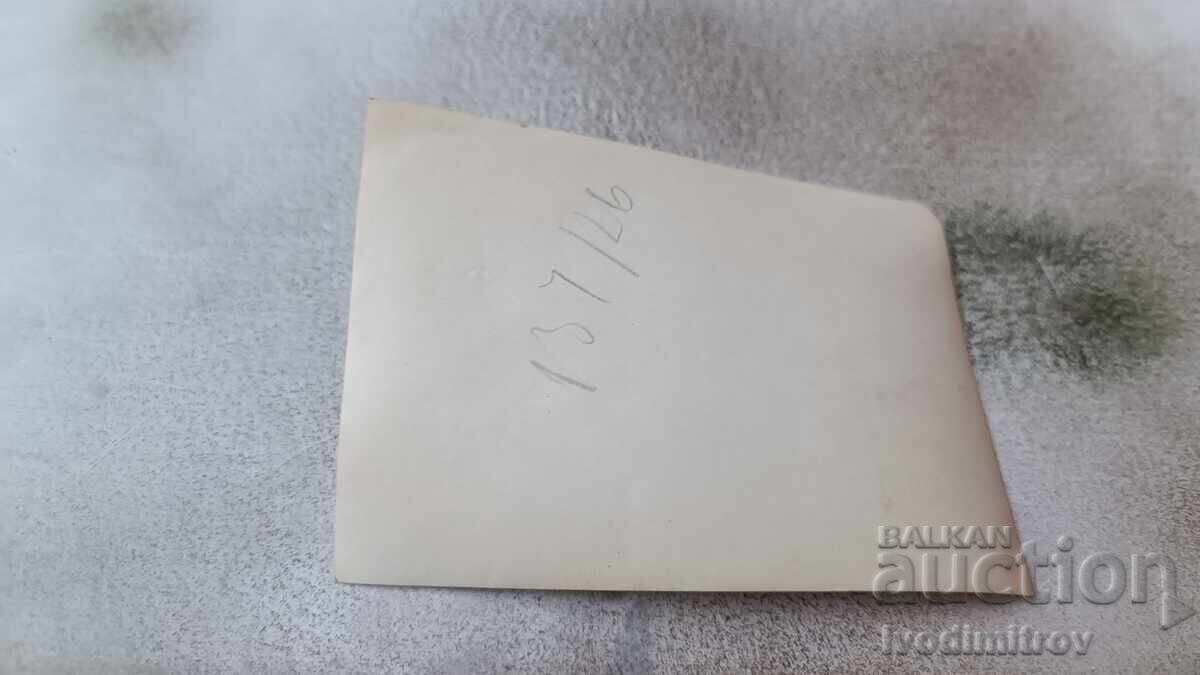 137/26
BALKAN
auction
ivodimitrov